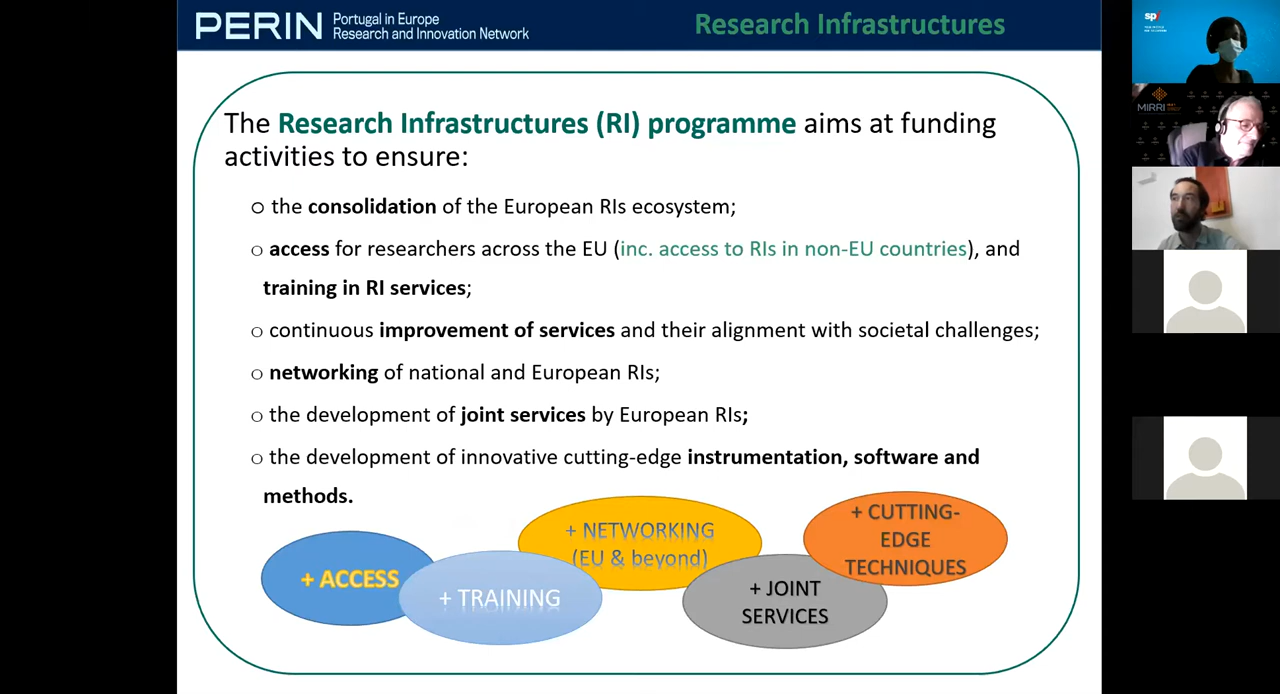 PERIN
Portugal in Europe
Research and Innovation Network
Research Infrastructures
The Research Infrastructures (RI) programme aims at funding
activities to ensure:
the consolidation of the European RIs ecosystem;
access for researchers across the EU (inc. access to RIs in non-EU countries), and
training in RI services;
continuous improvement of services and their alignment with societal challenges;
networking of national and European RIs;
the development of joint services by European RIs;
the development of innovative cutting-edge instrumentation, software and
methods.
+ ACCESS
+ TRAINING
+ NETWORKING
(EU & beyond)
+ JOINT
SERVICES
+ CUTTING-
EDGE
TECHNIQUES
MIRRI